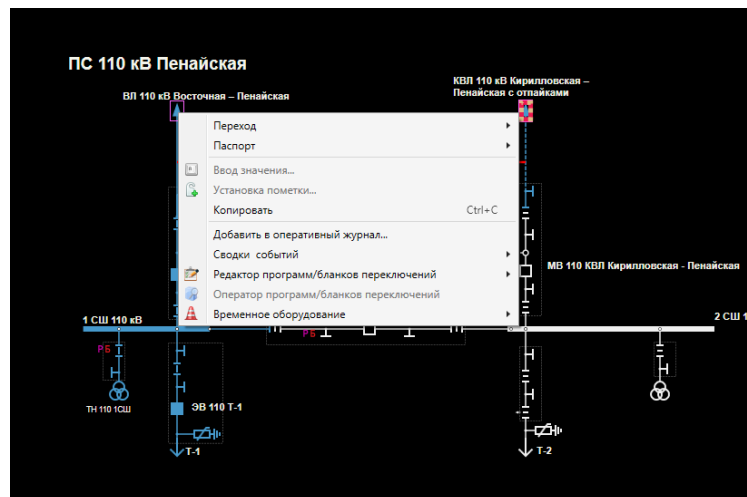 ПС 110 кВ Пенайская
КВЛ 110 кВ Кирилловская –
Пенайская с отпайками
ВЛ 110 кВ Восточная – Пенайская
Переход
Паспорт
Ввод значения...
Установка пометки...
Копировать Ctrl+C
Добавить в оперативный журнал...
Сводки событий
Редактор программ/бланков переключений
Оператор программ/бланков переключений
Временное оборудование
МВ 110 КВЛ Кирилловская - Пенайская
1 СШ 110 кВ
2 СШ 1
РБ
РБ
ТН 110 1СШ
ЭВ 110 Т-1
Т-1
Т-2